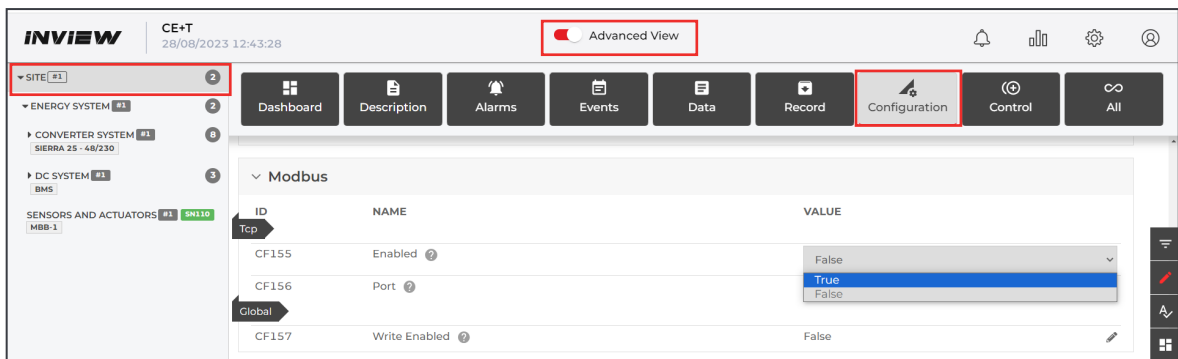 iNViEW
CE+T
28/08/2023 12:43:28
Advanced View
SITE #1 2
ENERGY SYSTEM #1 2
CONVERTER SYSTEM #1 8
SIERRA 25 - 48/230
DC SYSTEM #1 3
BMS
SENSORS AND ACTUATORS #1 SN110
MBB-1
Dashboard Description Alarms Events Data Record Configuration Control All
Modbus
ID NAME VALUE
Tcp
CF155 Enabled ? False
True
False
CF156 Port ?
Global
CF157 Write Enabled ? False